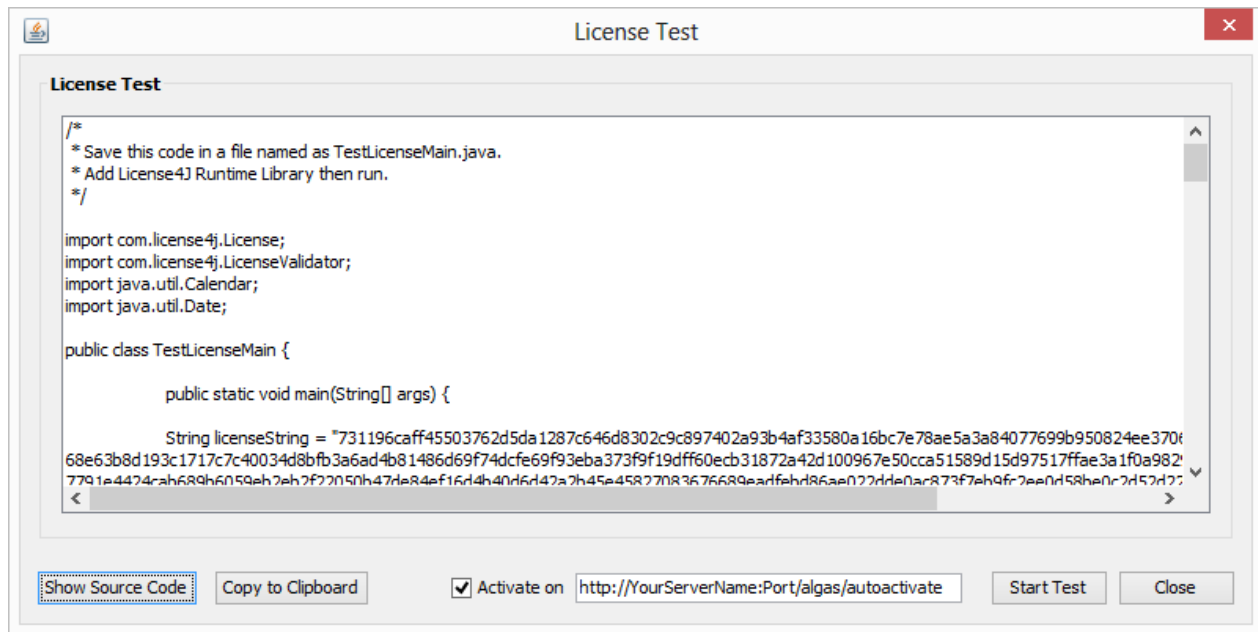 License Test
License Test
/*
* Save this code in a file named as TestLicenseMain.java.
* Add License4J Runtime Library then run.
*/
import com.license4j.License;
import com.license4j.LicenseValidator;
import java.util.Calendar;
import java.util.Date;
public class TestLicenseMain {
public static void main(String[] args) {
String licenseString = "731196caff45503762d5da1287c646d8302c9c897402a93b4af33580a16bc7e78ae5a3a84077699b950824ee3706
68e63b8d193c1717c7c40034d8bfb3a6ad4b81486d69f74dcfe69f93eba373f9f19dff60ecb31872a42d100967e50cca51589d15d97517ffae3a1f0a982
Show Source Code
Copy to Clipboard
Activate on
http://YourServerName:Port/algas/autoactivate
Start Test
Close